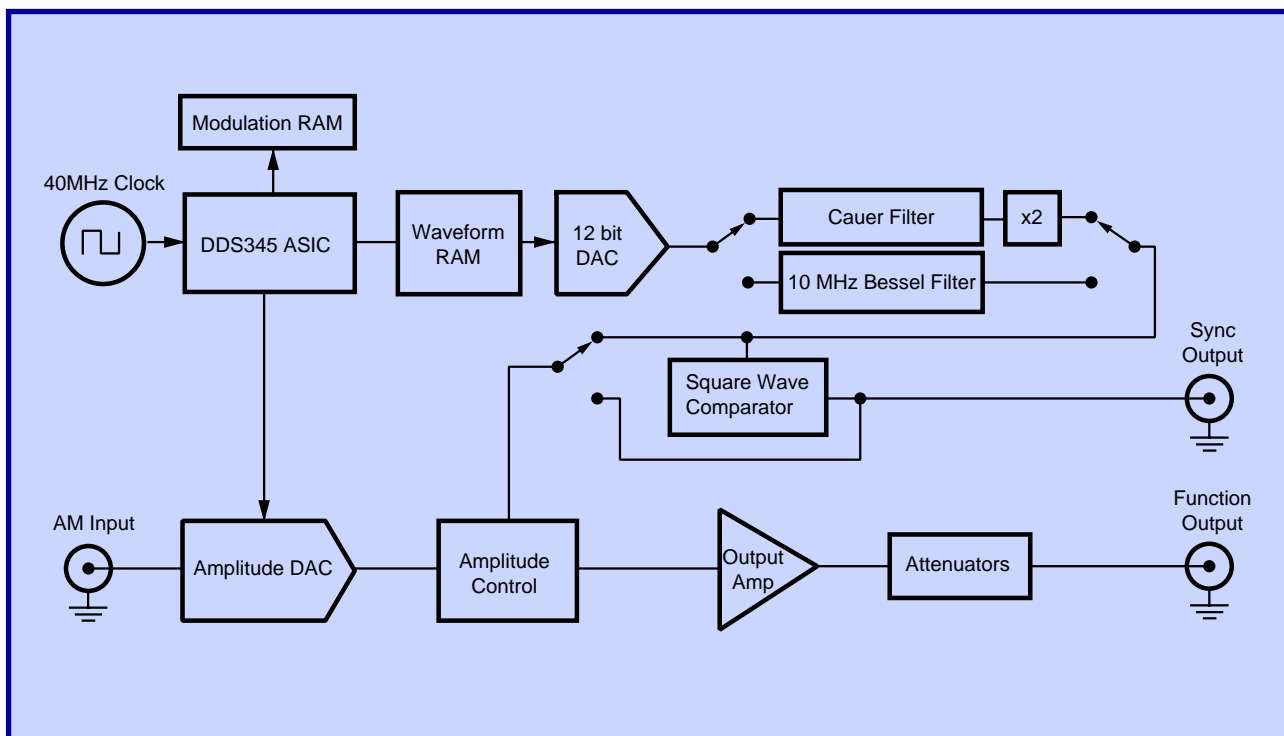 Modulation RAM
40MHz Clock
DDS345 ASIC
Waveform
RAM
12 bit
DAC
Cauer Filter
x2
10 MHz Bessel Filter
Sync
Output
Square Wave
Comparator
AM Input
Amplitude DAC
Amplitude
Control
Output
Amp
Attenuators
Function
Output